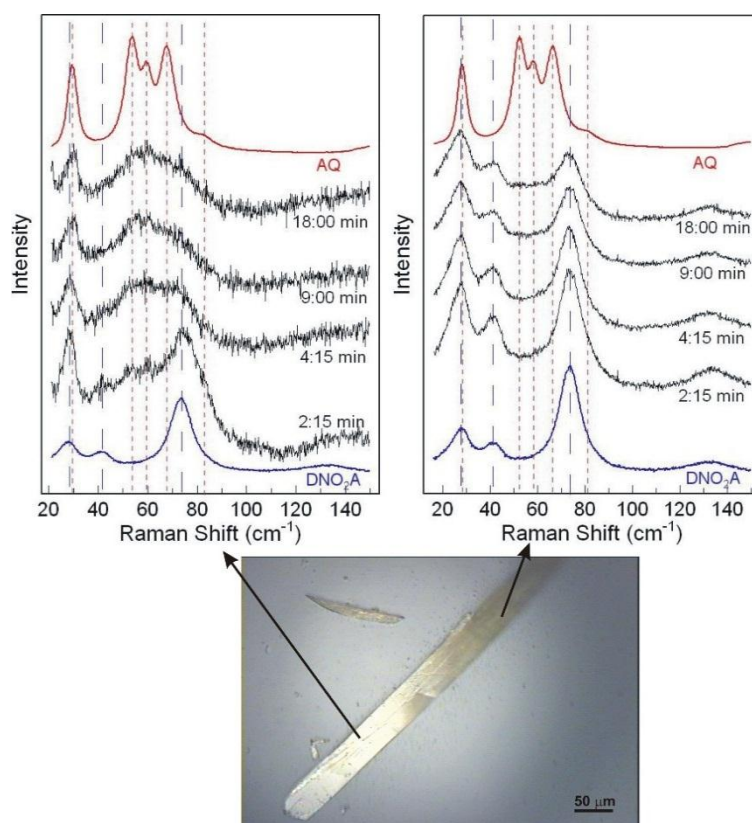 Intensity
AQ
18:00 min
9:00 min
4:15 min
2:15 min
DNO₂A
20 40 60 80 100 120 140
Raman Shift (cm⁻¹)
Intensity
AQ
18:00 min
9:00 min
4:15 min
2:15 min
DNO₂A
20 40 60 80 100 120 140
Raman Shift (cm⁻¹)
50 μm